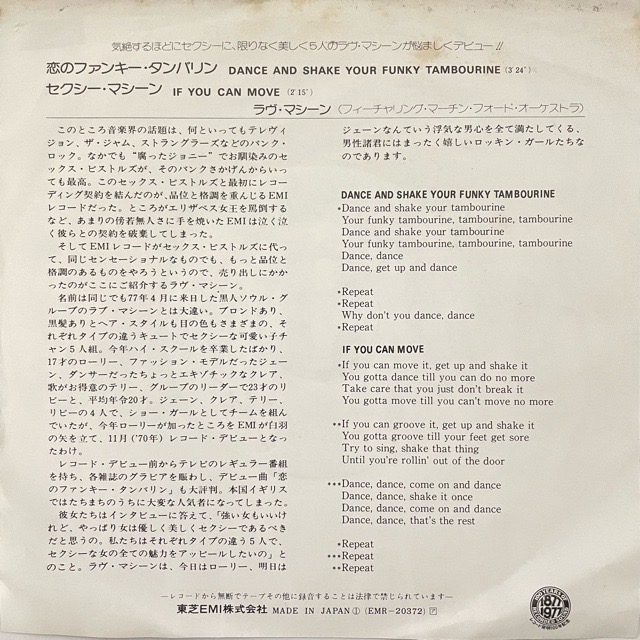 気絶するほどにセクシーに、限りなく美しく5人のラヴ・マシーンが悩ましくデビュー!!
恋のファンキー・タンバリン DANCE AND SHAKE YOUR FUNKY TAMBOURINE (3'24")
セクシー・マシーン IF YOU CAN MOVE (2'15")
ラヴ・マシーン (フィーチャリング・マーチン・フォード・オーケストラ)
このところ音楽界の話題は、何といってもテレヴィ
ジョン、ザ・ジャム、ストラングラーズなどのパンク・
ロック。なかでも“腐ったジョニー”でお馴染みのセ
ックス・ピストルズが、そのパンクさかげんからいっ
ても最高。このセックス・ピストルズと最初にレコー
ディング契約を結んだのが、品位と格調を重んじるEMI
レコードだった。ところがエリザベス女王を罵倒する
など、あまりの傍若無人さに手を焼いたEMIは泣く泣
く彼らとの契約を破棄してしまった。
そしてEMIレコードがセックス・ピストルズに代っ
て、同じセンセーショナルなものでも、もっと品位と
格調のあるものをやろうというので、売り出しにかか
ったのがここにご紹介するラヴ・マシーン。
名前は同じでも77年4月に来日した黒人ソウル・グ
ループのラブ・マシーンとは大違い。ブロンドあり、
黒髪ありとヘア・スタイルも目の色もさまざまの、そ
れぞれタイプの違うキュートでセクシーな可愛い子チ
ャン5人組。今年ハイ・スクールを卒業したばかり、
17才のローリー、ファッション・モデルだったジェー
ン、ダンサーだったちょっとエキゾチックなクレア、
歌がお得意のテリー、グループのリーダーで23才のリ
ビーと、平均年令20才。ジェーン、クレア、テリー、
リビーの4人で、ショー・ガールとしてチームを組ん
でいたが、今年ローリーが加ったところをEMIが白羽
の矢を立て、11月('70年)レコード・デビューとなっ
たわけ。
レコード・デビュー前からテレビのレギュラー番組
を持ち、各雑誌のグラビアを賑わし、デビュー曲「恋
のファンキー・タンバリン」も大評判。本国イギリス
ではたちまちのうちに大変な人気者になってしまった。
彼女たちはインタビューに答えて、「強い女もいいけ
れど、やっぱり女は優しく美しくセクシーであるべき
だと思うの。私たちはそれぞれタイプの違う5人で、
セクシーな女の全ての魅力をアッピールしたいの」と
のこと。ラヴ・マシーンは、今日はローリー、明日は
ジェーンなんていう浮気な男心を全て満たしてくる、
男性諸君にはまったく嬉しいロッキン・ガールたちな
のであります。
DANCE AND SHAKE YOUR FUNKY TAMBOURINE
*Dance and shake your tambourine
Your funky tambourine, tambourine, tambourine
Dance and shake your tambourine
Your funky tambourine, tambourine, tambourine
Dance, dance
Dance, get up and dance
*Repeat
*Repeat
Why don't you dance, dance
*Repeat
IF YOU CAN MOVE
*If you can move it, get up and shake it
You gotta dance till you can do no more
Take care that you just don't break it
You gotta move till you can't move no more
**If you can groove it, get up and shake it
You gotta groove till your feet get sore
Try to sing, shake that thing
Until you're rollin' out of the door
***Dance, dance, come on and dance
Dance, dance, shake it once
Dance, dance, come on and dance
Dance, dance, that's the rest
*Repeat
***Repeat
**Repeat
—レコードから無断でテープその他に録音することは法律で禁じられています—
東芝EMI株式会社 MADE IN JAPAN ① (EMR-20372) ア
1877
1977